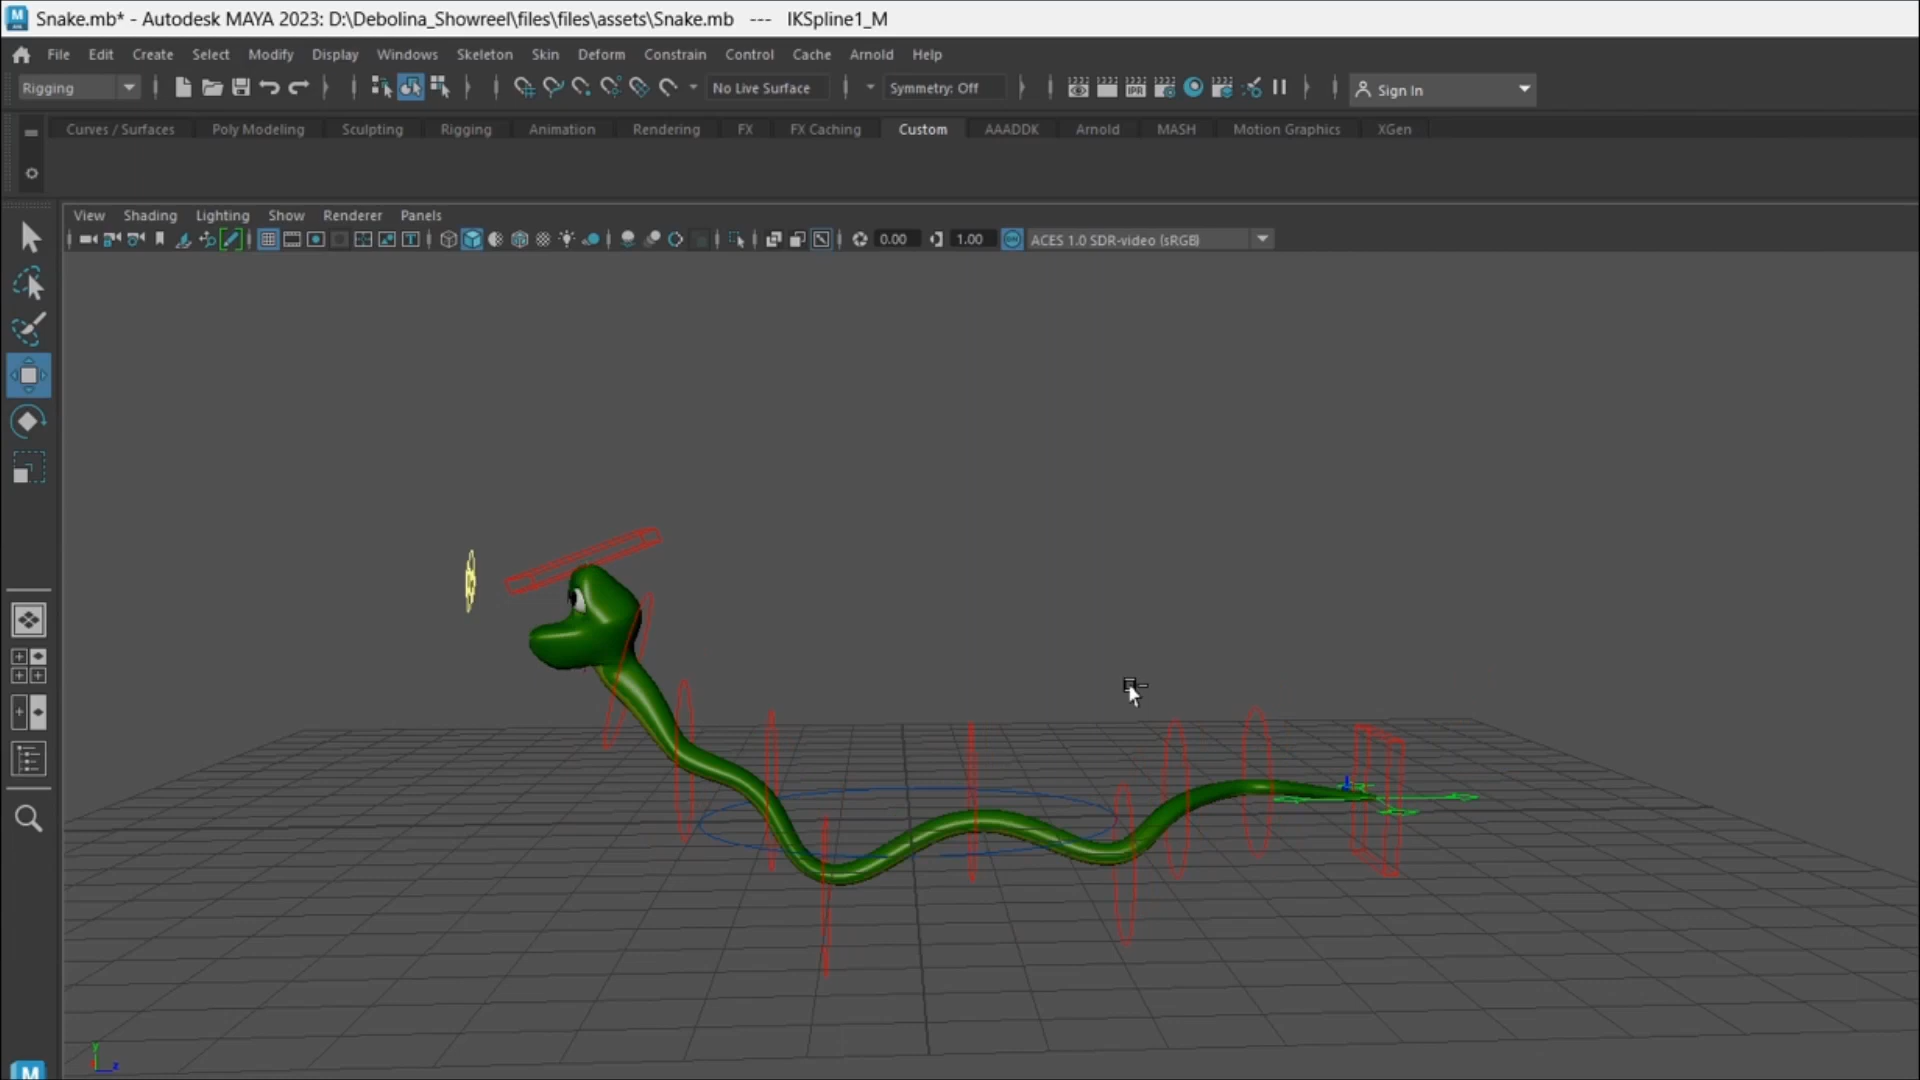 Snake.mb* - Autodesk MAYA 2023: D:\Debolina_Showreel\files\files\assets\Snake.mb --- IKSpline1_M
File Edit Create Select Modify Display Windows Skeleton Skin Deform Constrain Control Cache Arnold Help
Rigging No Live Surface Symmetry: Off IPR Sign In
Curves / Surfaces Poly Modeling Sculpting Rigging Animation Rendering FX FX Caching Custom AAADDK Arnold MASH Motion Graphics XGen
View Shading Lighting Show Renderer Panels
0.00 1.00 ACES 1.0 SDR-video (sRGB)
y
z
M